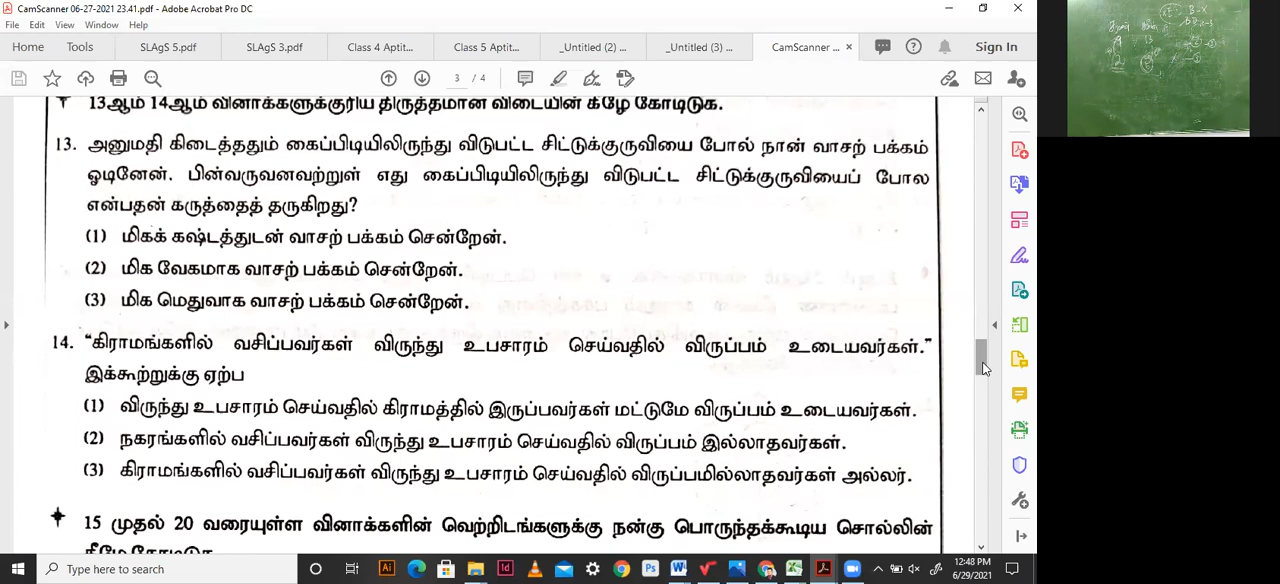 CamScanner 06-27-2021 23.41.pdf - Adobe Acrobat Pro DC
File Edit View Window Help
Home Tools SLAgS 5.pdf SLAgS 3.pdf Class 4 Aptit... Class 5 Aptit... _Untitled (2) ... _Untitled (3) ... CamScanner ... × Sign In
3 / 4
13ஆம் 14ஆம் வினாக்களுக்குரிய திருத்தமான விடையின் கீழே கோடிடுக.
13. அனுமதி கிடைத்ததும் கைப்பிடியிலிருந்து விடுபட்ட சிட்டுக்குருவியை போல் நான் வாசற் பக்கம்
ஓடினேன். பின்வருவனவற்றுள் எது கைப்பிடியிலிருந்து விடுபட்ட சிட்டுக்குருவியைப் போல
என்பதன் கருத்தைத் தருகிறது?
(1) மிகக் கஷ்டத்துடன் வாசற் பக்கம் சென்றேன்.
(2) மிக வேகமாக வாசற் பக்கம் சென்றேன்.
(3) மிக மெதுவாக வாசற் பக்கம் சென்றேன்.
14. "கிராமங்களில் வசிப்பவர்கள் விருந்து உபசாரம் செய்வதில் விருப்பம் உடையவர்கள்."
இக்கூற்றுக்கு ஏற்ப
(1) விருந்து உபசாரம் செய்வதில் கிராமத்தில் இருப்பவர்கள் மட்டுமே விருப்பம் உடையவர்கள்.
(2) நகரங்களில் வசிப்பவர்கள் விருந்து உபசாரம் செய்வதில் விருப்பம் இல்லாதவர்கள்.
(3) கிராமங்களில் வசிப்பவர்கள் விருந்து உபசாரம் செய்வதில் விருப்பமில்லாதவர்கள் அல்லர்.
15 முதல் 20 வரையுள்ள வினாக்களின் வெற்றிடங்களுக்கு நன்கு பொருந்தக்கூடிய சொல்லின்
கீழே கோடிடுக
Type here to search
12:48 PM
6/29/2021